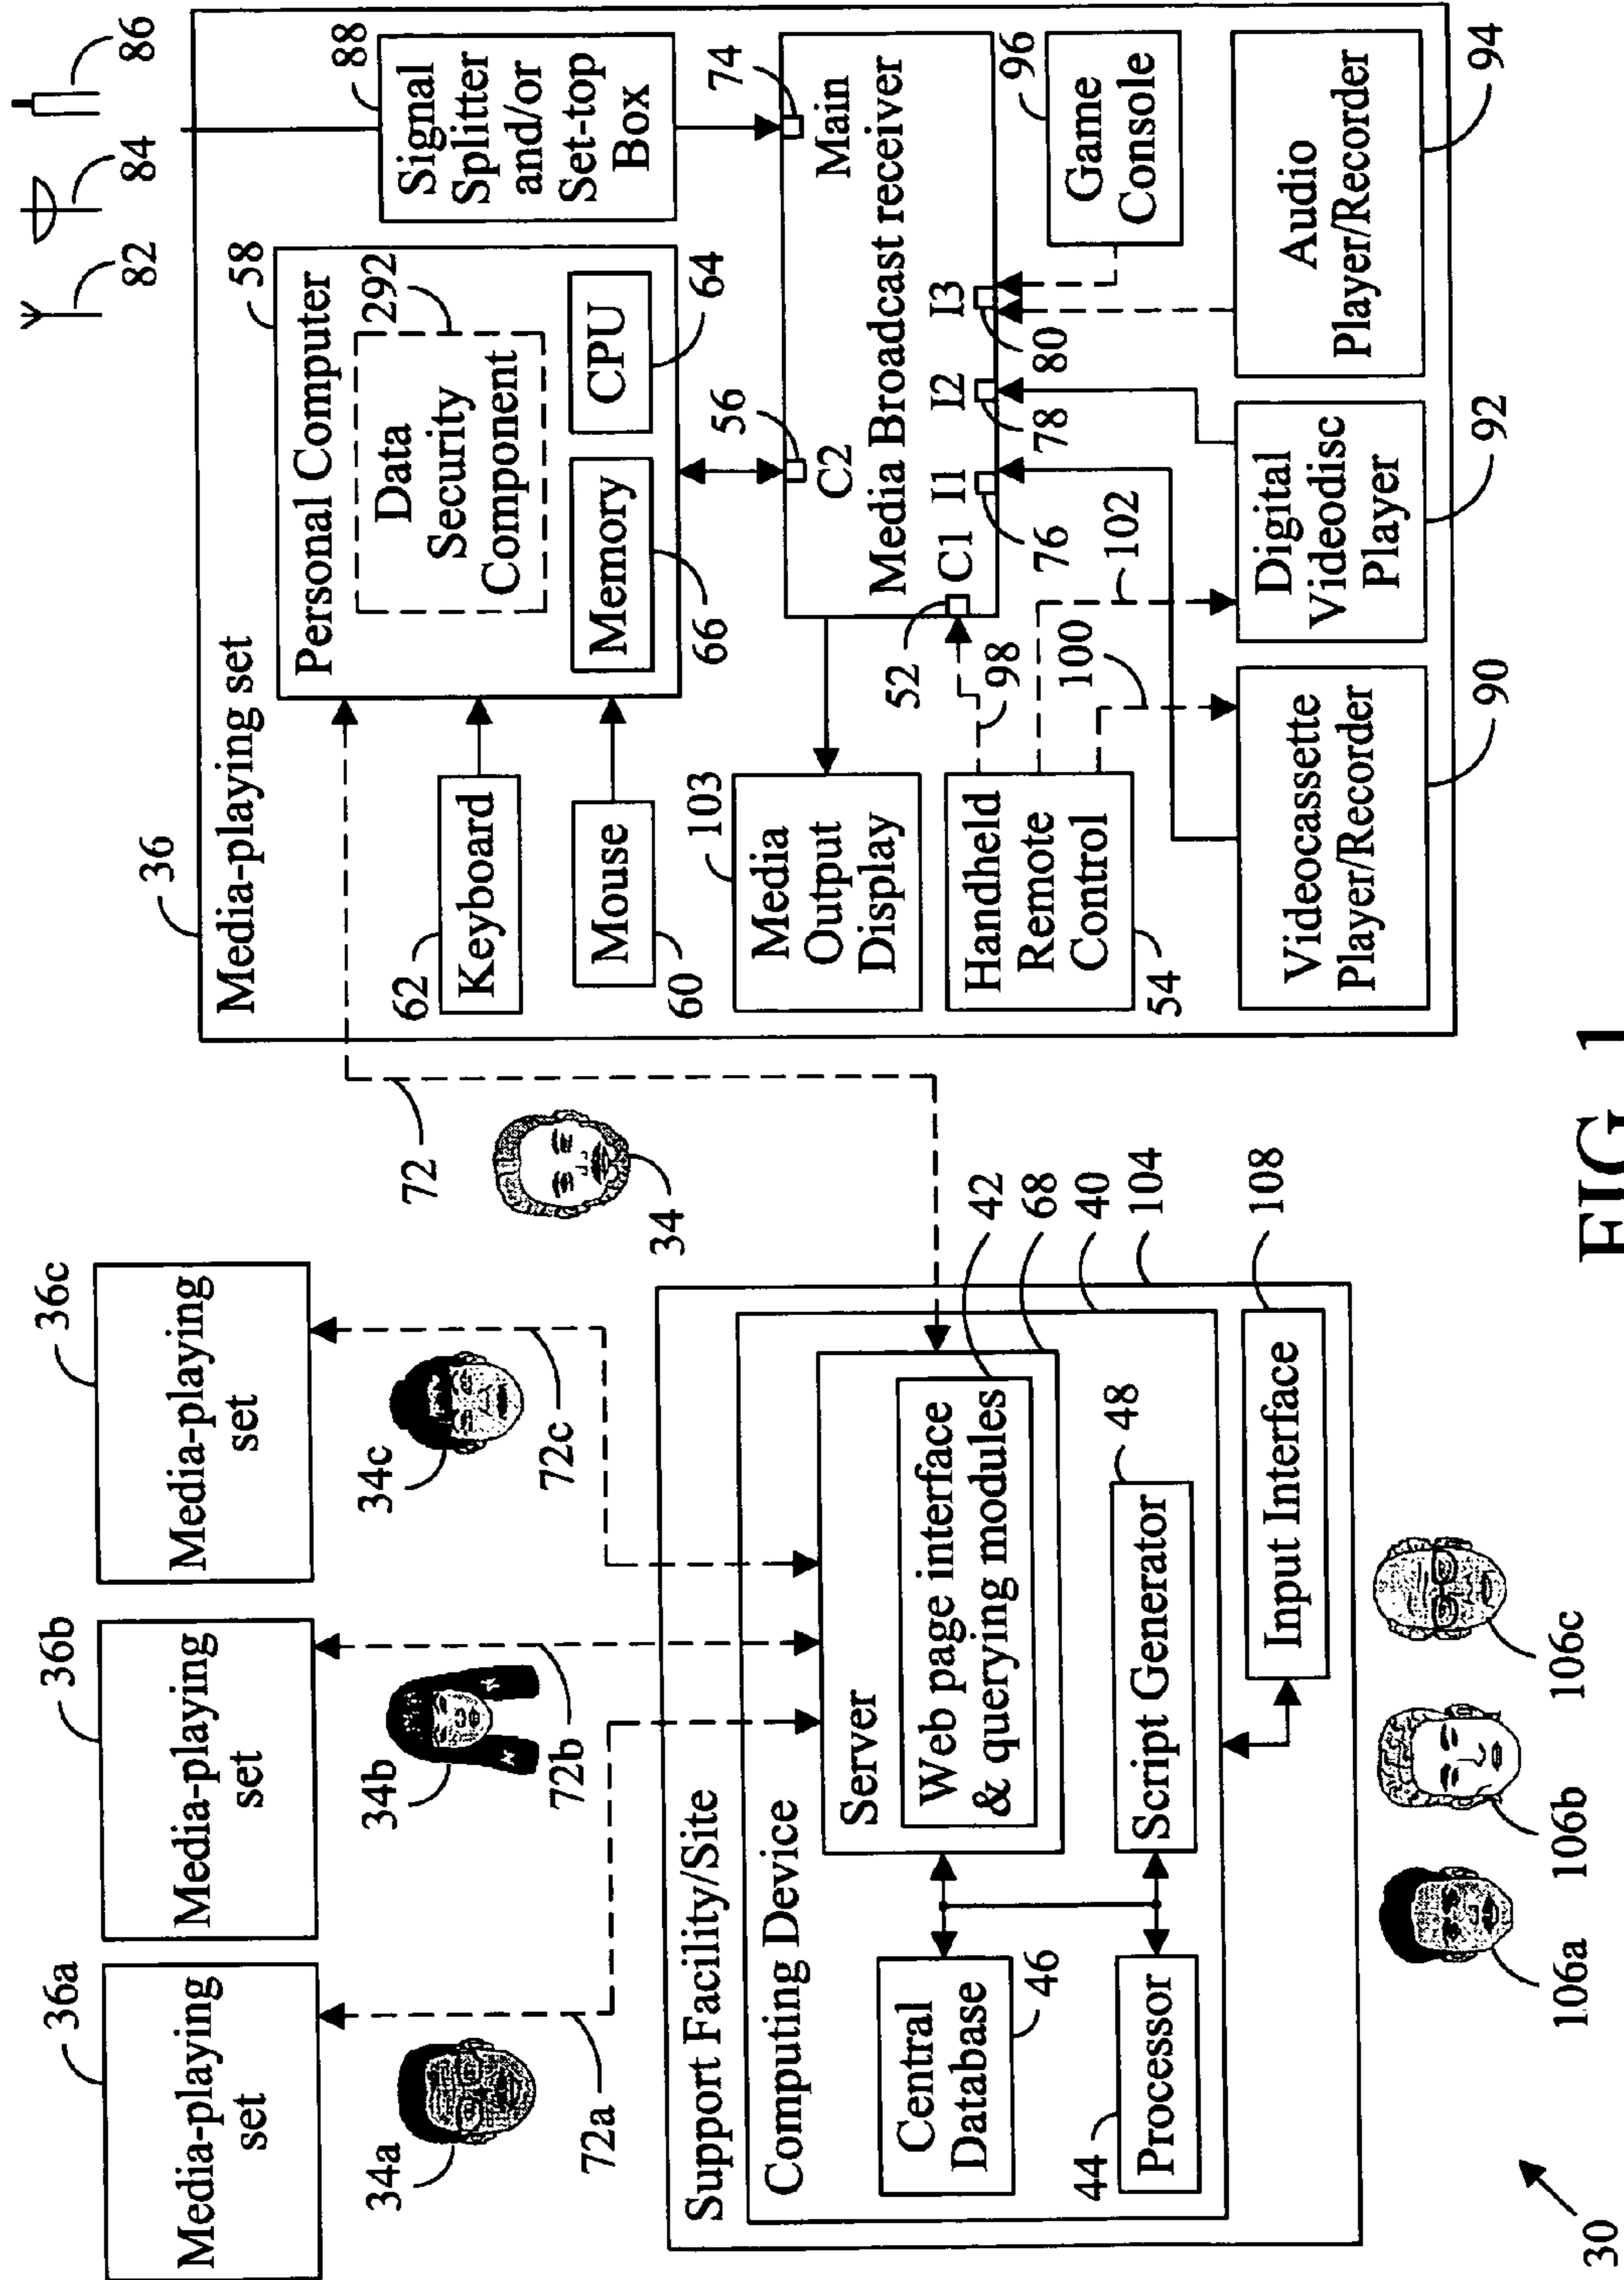 36a
Media-playing
set
36b
Media-playing
set
36c
Media-playing
set
34a
34b
34c
72a
72b
72c
34
72
Support Facility/Site
Computing Device
Server
Web page interface
& querying modules
Central
Database
46
44
Processor
Script Generator
48
Input Interface
42
68
40
104
108
106a
106b
106c
30
36
Media-playing set
82
84
86
58
Personal Computer
Data
Security
Component
292
Memory
66
CPU
64
62
Keyboard
Mouse
60
88
Signal
Splitter
and/or
Set-top
Box
74
56
C2
Main
Media Broadcast receiver
52
C1
I1
I2
I3
76
78
80
103
Media
Output
Display
Handheld
Remote
Control
54
98
100
102
96
Game
Console
Videocassette
Player/Recorder
90
Digital
Videodisc
Player
92
Audio
Player/Recorder
94
FIG. 1